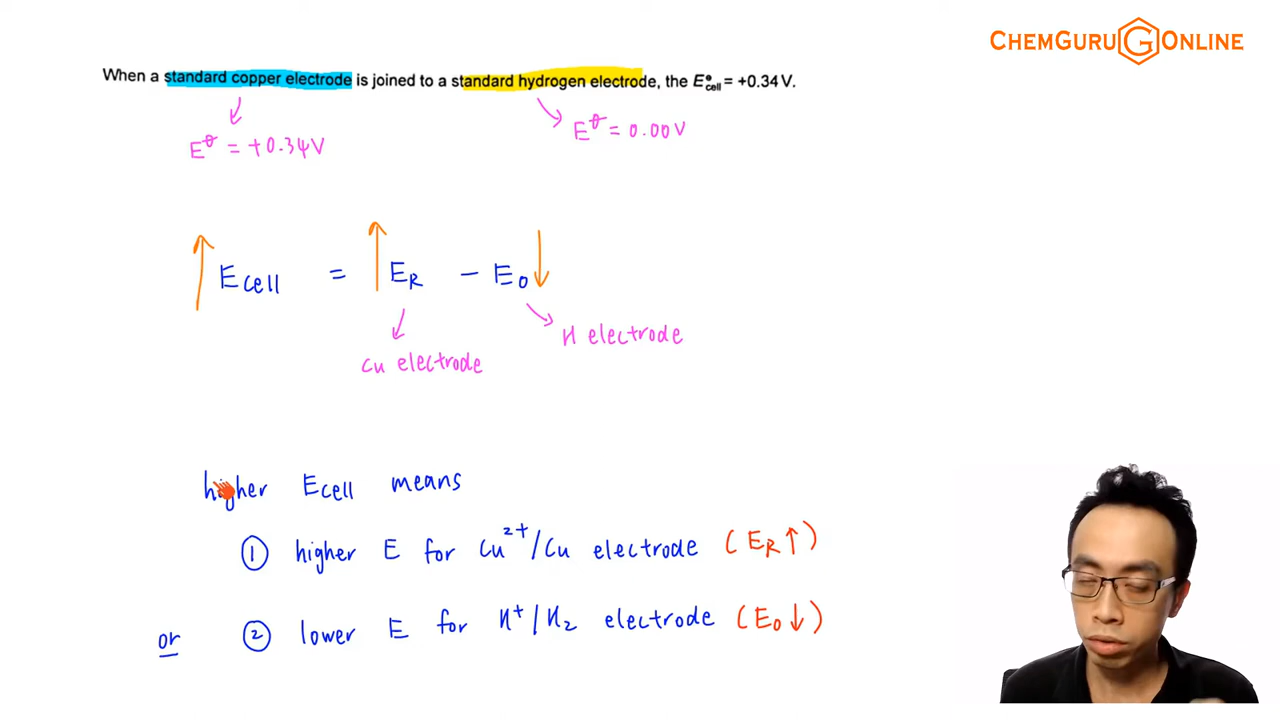 CHEMGURU G ONLINE
When a standard copper electrode is joined to a standard hydrogen electrode, the E°cell = +0.34 V.
E⁰ = +0.34V
E⁰ = 0.00V
Ecell = ER - EO
Cu electrode
H electrode
higher Ecell means
① higher E for Cu²⁺/Cu electrode (ER↑)
or ② lower E for H⁺/H₂ electrode (EO↓)